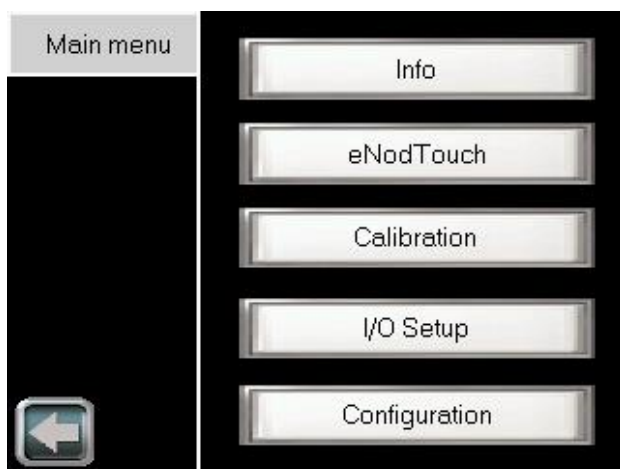 Main menu
Info
eNodTouch
Calibration
I/O Setup
Configuration